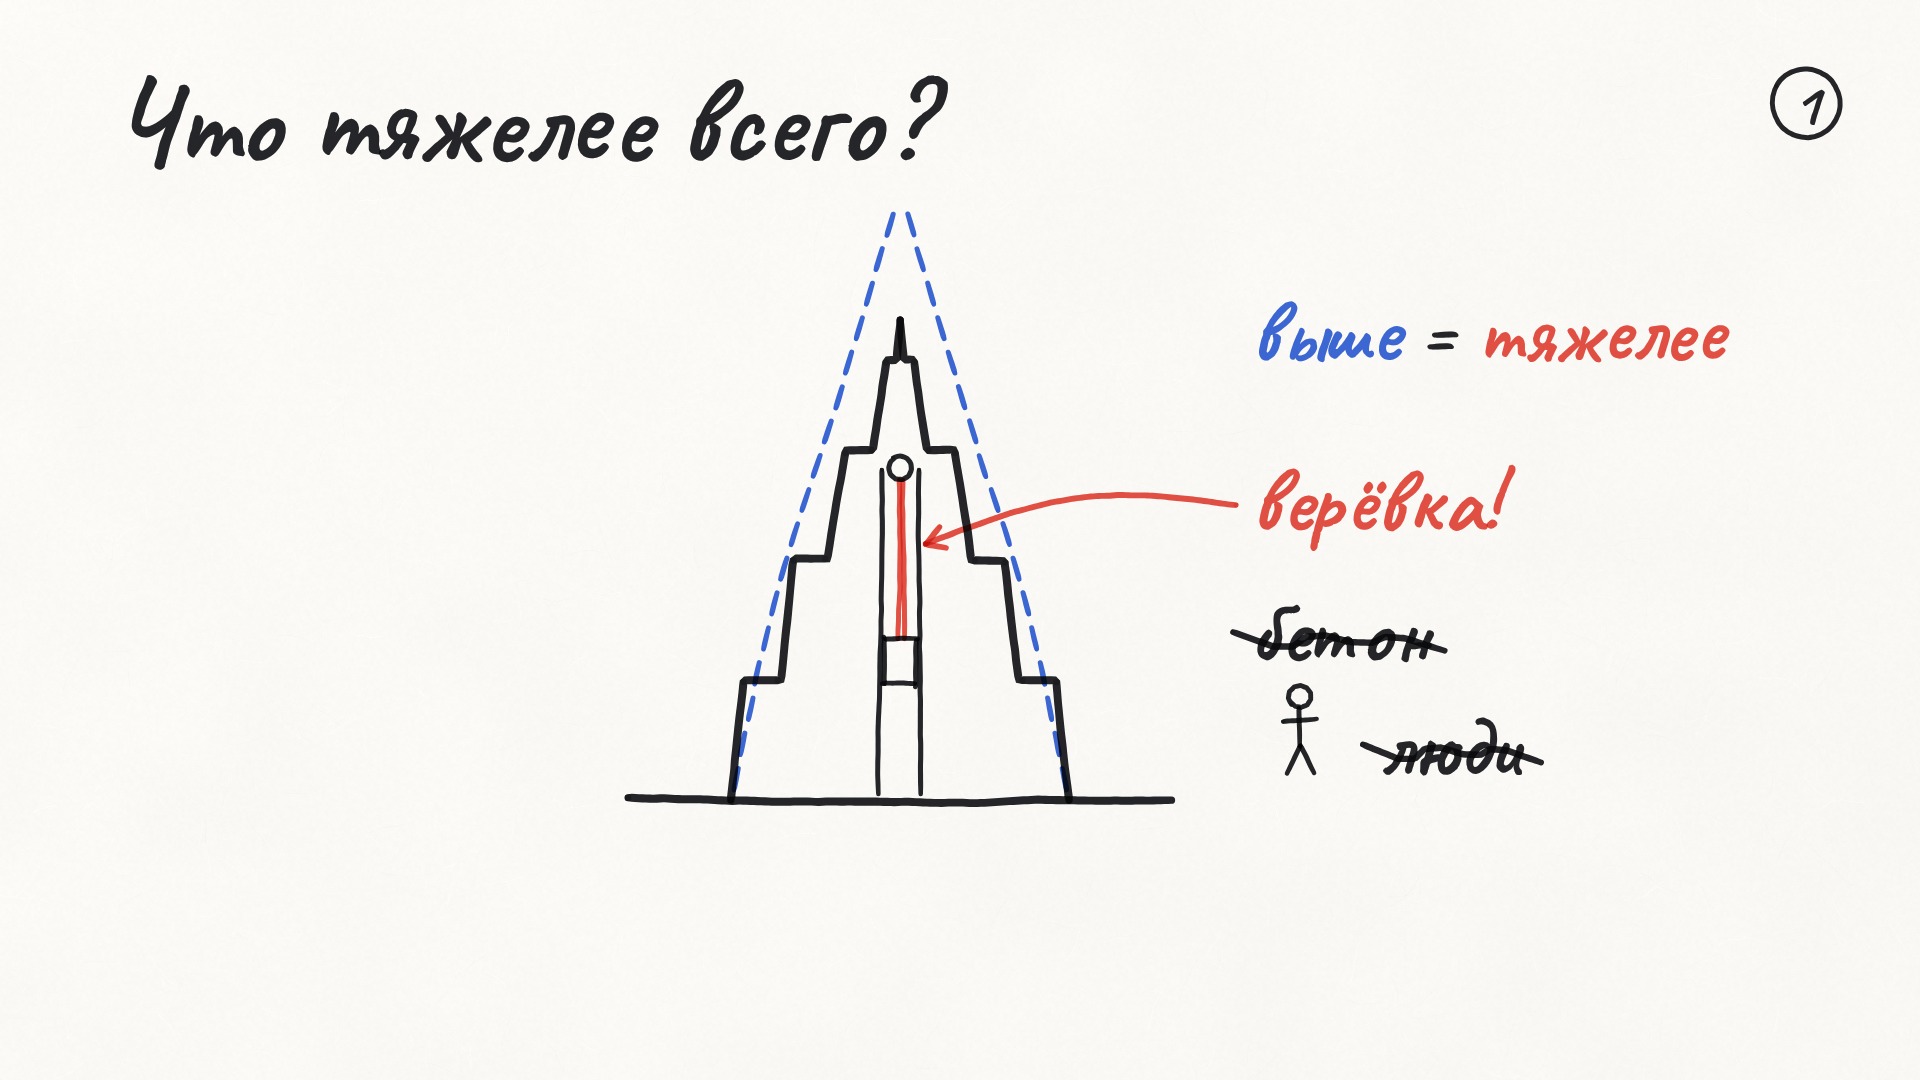 Что тяжелее всего?
1
выше = тяжелее
верёвка!
бетон
люди